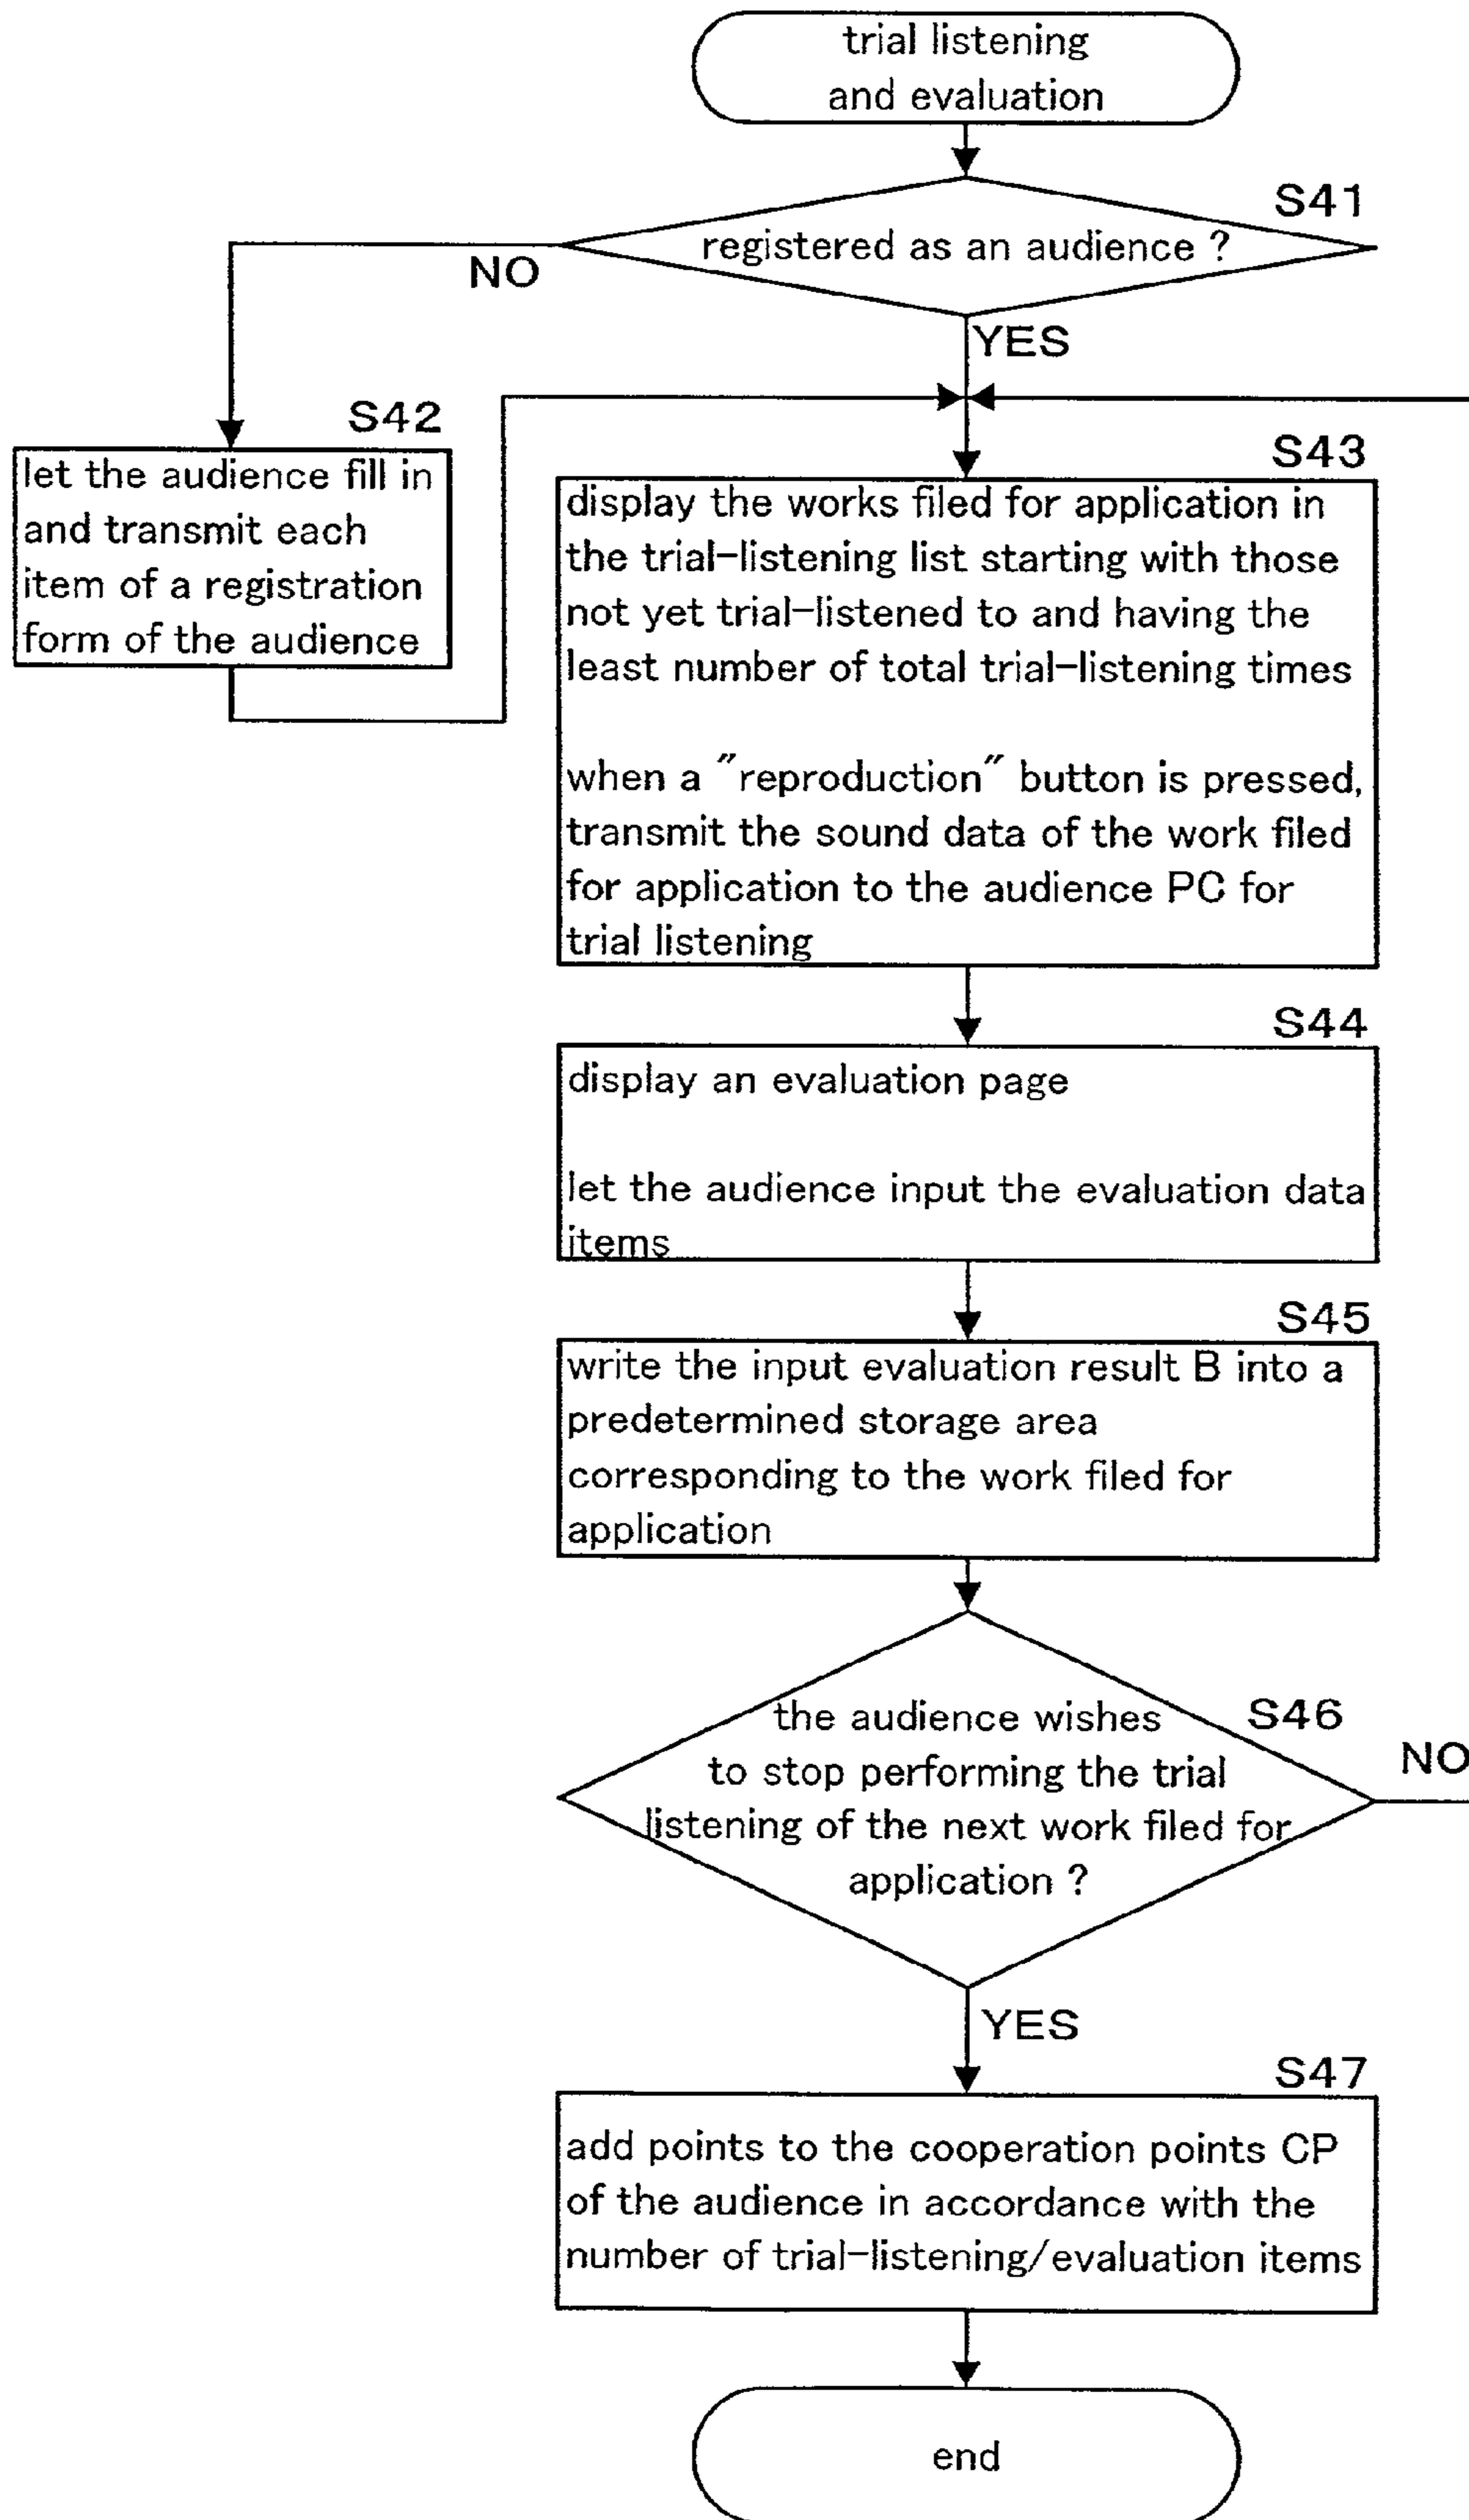 trial listening
and evaluation
S41
registered as an audience ?
NO
YES
S42
let the audience fill in
and transmit each
item of a registration
form of the audience
S43
display the works filed for application in
the trial-listening list starting with those
not yet trial-listened to and having the
least number of total trial-listening times
when a "reproduction" button is pressed,
transmit the sound data of the work filed
for application to the audience PC for
trial listening
S44
display an evaluation page
let the audience input the evaluation data
items
S45
write the input evaluation result B into a
predetermined storage area
corresponding to the work filed for
application
S46
the audience wishes
to stop performing the trial
listening of the next work filed for
application ?
NO
YES
S47
add points to the cooperation points CP
of the audience in accordance with the
number of trial-listening/evaluation items
end